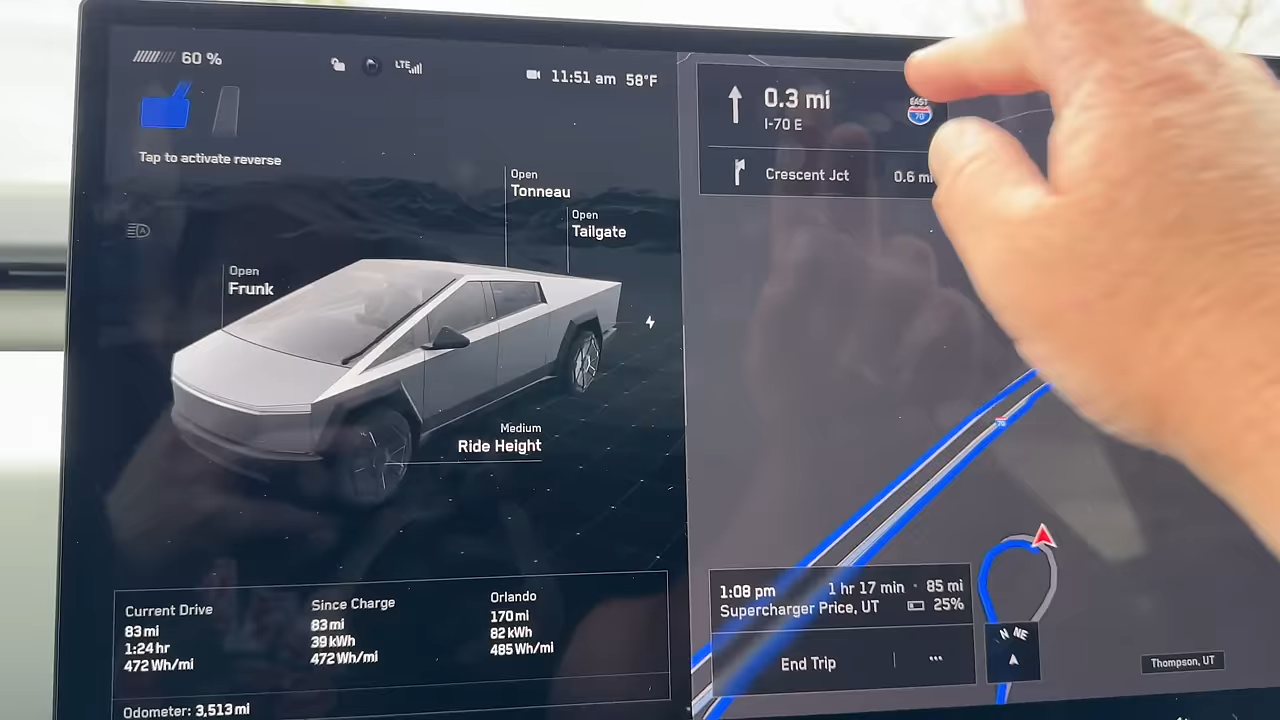 60 %
LTE
11:51 am 58°F
Tap to activate reverse
A
Open
Tonneau
Open
Tailgate
Open
Frunk
Medium
Ride Height
Current Drive
83 mi
1:24 hr
472 Wh/mi
Since Charge
83 mi
39 kWh
472 Wh/mi
Orlando
170 mi
82 kWh
485 Wh/mi
Odometer: 3,513 mi
0.3 mi
I-70 E
EAST
70
Crescent Jct 0.6 mi
70
1:08 pm 1 hr 17 min · 85 mi
Supercharger Price, UT 25%
End Trip ...
N NE
Thompson, UT